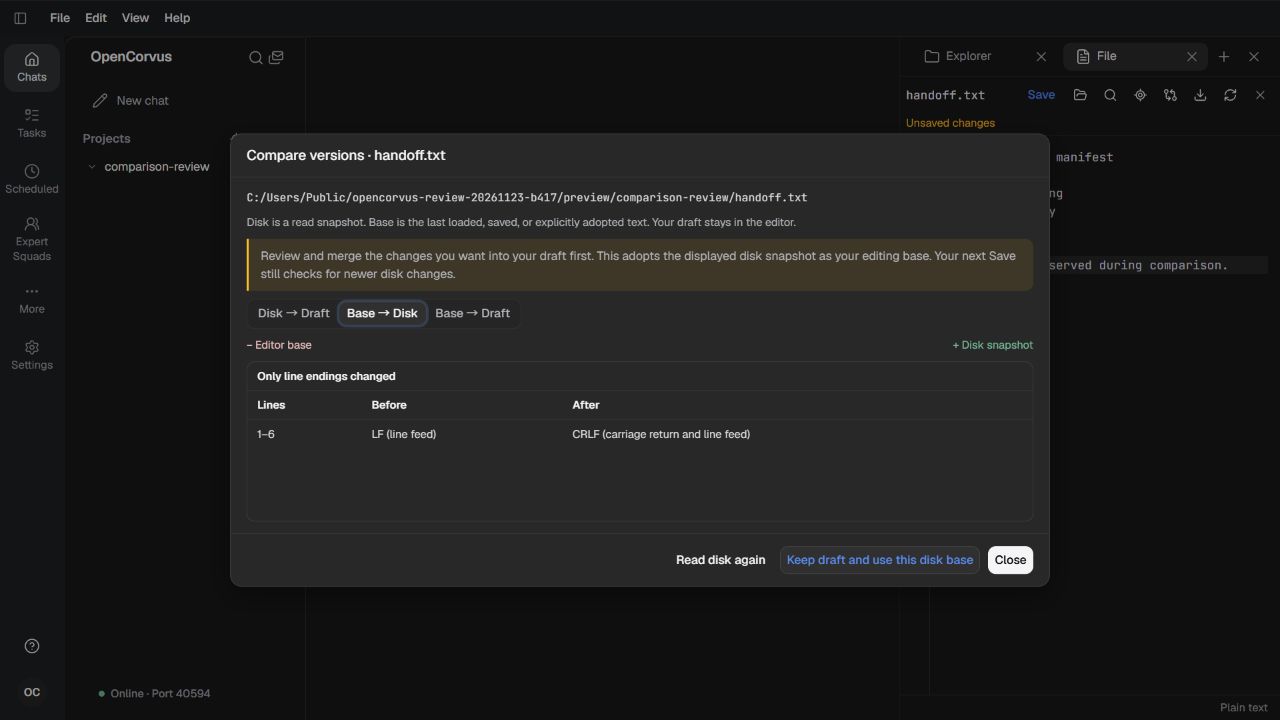 File Edit View Help
Chats
Tasks
Scheduled
Expert
Squads
More
Settings
OC
OpenCorvus
New chat
Projects
comparison-review
Online · Port 40594
Explorer
File
handoff.txt
Save
Unsaved changes
manifest
served during comparison.
Plain text
Compare versions · handoff.txt
C:/Users/Public/opencorvus-review-20261123-b417/preview/comparison-review/handoff.txt
Disk is a read snapshot. Base is the last loaded, saved, or explicitly adopted text. Your draft stays in the editor.
Review and merge the changes you want into your draft first. This adopts the displayed disk snapshot as your editing base. Your next Save
still checks for newer disk changes.
Disk → Draft Base → Disk Base → Draft
− Editor base + Disk snapshot
Only line endings changed
Lines Before After
1–6 LF (line feed) CRLF (carriage return and line feed)
Read disk again Keep draft and use this disk base Close